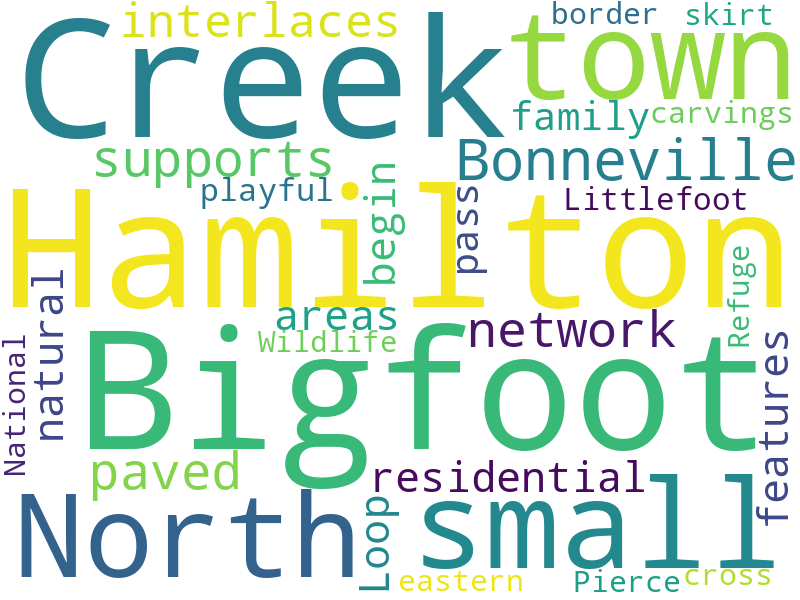 interlaces
border
skirt
Creek
town
family
carvings
supports
Bonneville
playful
begin
pass
Littlefoot
Hamilton
natural
areas
Wildlife
network
Refuge
National
Bigfoot
features
paved
residential
North
Loop
small
eastern
Pierce
cross